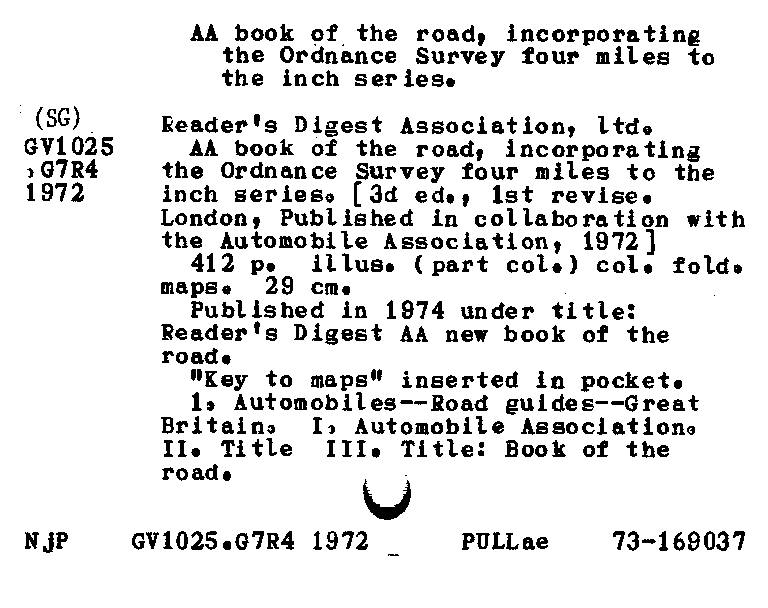 AA book of the road, incorporating
the Ordnance Survey four miles to
the inch series.
(SG)
GV1025
.G7R4
1972
Reader's Digest Association, ltd.
AA book of the road, incorporating
the Ordnance Survey four miles to the
inch series. [3d ed., 1st revise.
London, Published in collaboration with
the Automobile Association, 1972]
412 p. illus. (part col.) col. fold.
maps. 29 cm.
Published in 1974 under title:
Reader's Digest AA new book of the
road.
"Key to maps" inserted in pocket.
1. Automobiles--Road guides--Great
Britain. I. Automobile Association.
II. Title III. Title: Book of the
road.
NjP GV1025.G7R4 1972 _ PULLae 73-169037